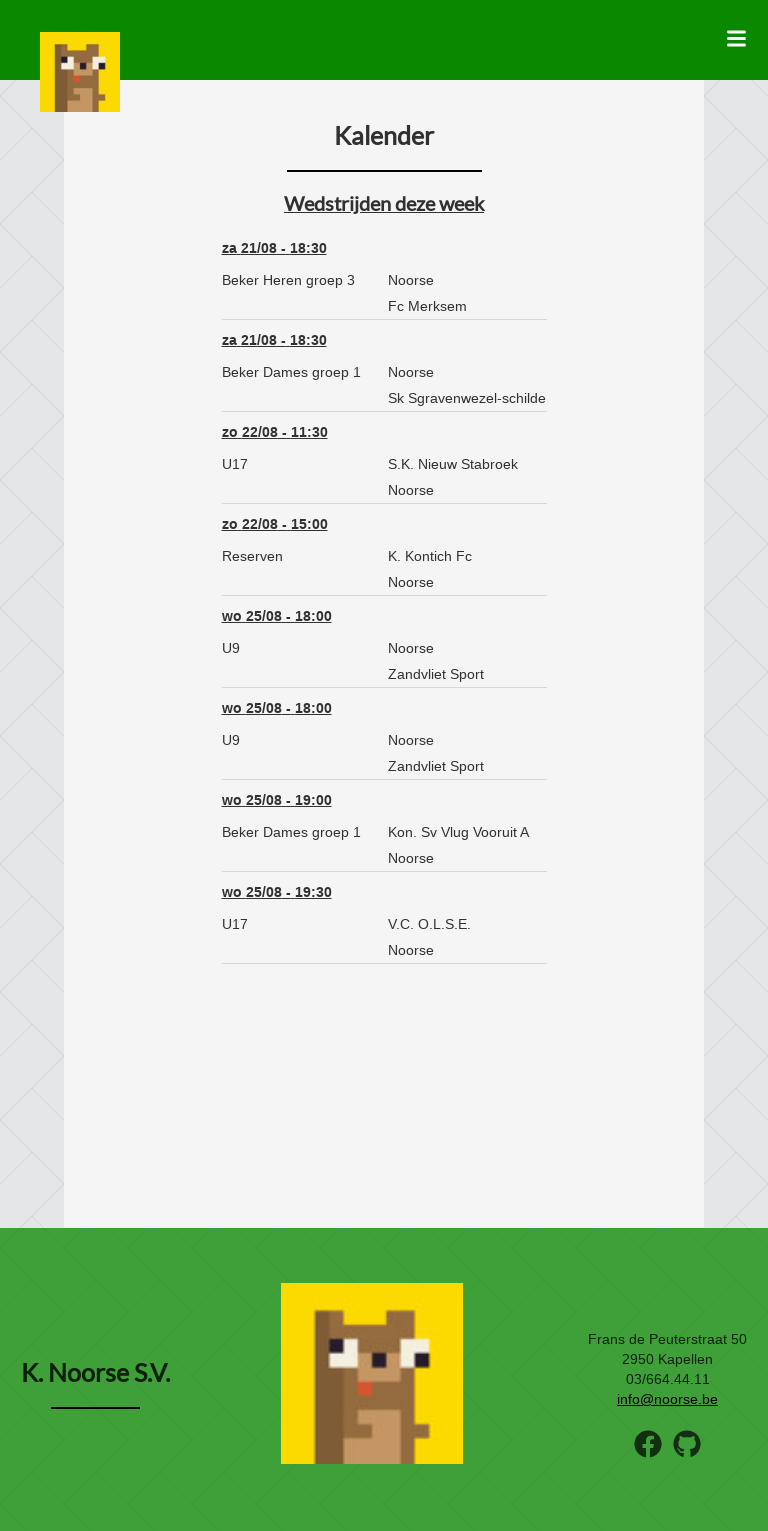 Kalender
Wedstrijden deze week
za 21/08 - 18:30
Beker Heren groep 3 Noorse
Fc Merksem
za 21/08 - 18:30
Beker Dames groep 1 Noorse
Sk Sgravenwezel-schilde
zo 22/08 - 11:30
U17 S.K. Nieuw Stabroek
Noorse
zo 22/08 - 15:00
Reserven K. Kontich Fc
Noorse
wo 25/08 - 18:00
U9 Noorse
Zandvliet Sport
wo 25/08 - 18:00
U9 Noorse
Zandvliet Sport
wo 25/08 - 19:00
Beker Dames groep 1 Kon. Sv Vlug Vooruit A
Noorse
wo 25/08 - 19:30
U17 V.C. O.L.S.E.
Noorse
K. Noorse S.V.
Frans de Peuterstraat 50
2950 Kapellen
03/664.44.11
info@noorse.be